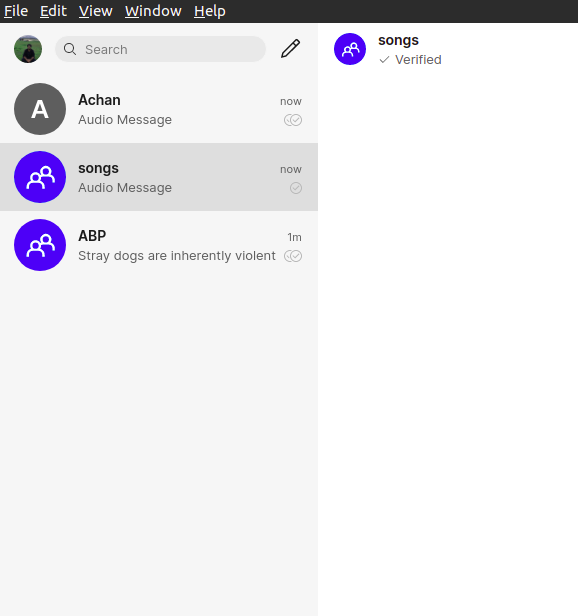 File Edit View Window Help
Search
A
Achan
now
Audio Message
songs
now
Audio Message
ABP
1m
Stray dogs are inherently violent
songs
Verified